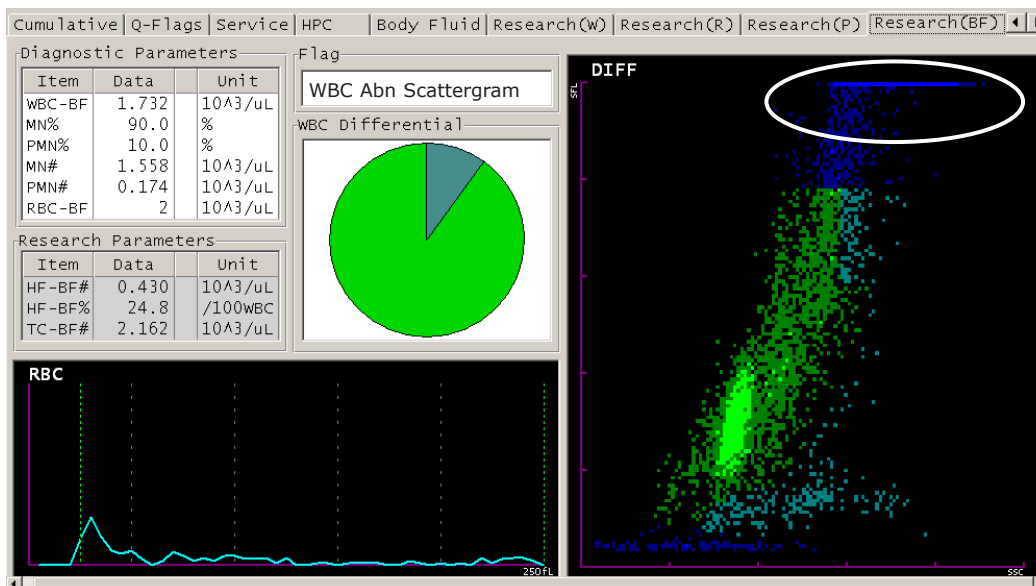 Cumulative Q-Flags Service HPC Body Fluid Research(W) Research(R) Research(P) Research(BF)
Diagnostic Parameters
Item Data Unit
WBC-BF 1.732 10^3/uL
MN% 90.0 %
PMN% 10.0 %
MN# 1.558 10^3/uL
PMN# 0.174 10^3/uL
RBC-BF 2 10^3/uL
Research Parameters
Item Data Unit
HF-BF# 0.430 10^3/uL
HF-BF% 24.8 /100WBC
TC-BF# 2.162 10^3/uL
Flag
WBC Abn Scattergram
WBC Differential
DIFF
SFL
SSC
RBC
250fL